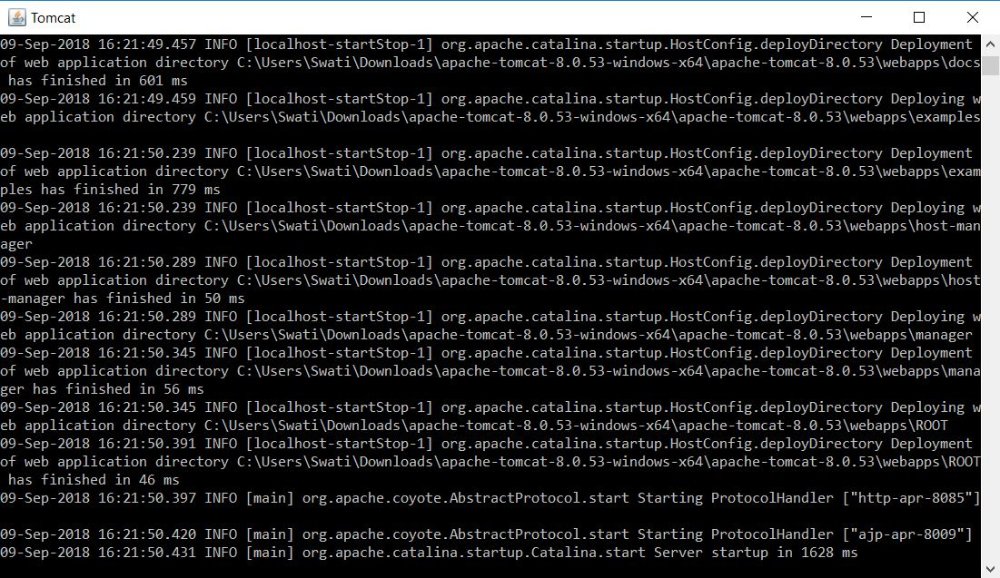 Tomcat
09-Sep-2018 16:21:49.457 INFO [localhost-startStop-1] org.apache.catalina.startup.HostConfig.deployDirectory Deployment
of web application directory C:\Users\Swati\Downloads\apache-tomcat-8.0.53-windows-x64\apache-tomcat-8.0.53\webapps\docs
 has finished in 601 ms
09-Sep-2018 16:21:49.459 INFO [localhost-startStop-1] org.apache.catalina.startup.HostConfig.deployDirectory Deploying w
eb application directory C:\Users\Swati\Downloads\apache-tomcat-8.0.53-windows-x64\apache-tomcat-8.0.53\webapps\examples
09-Sep-2018 16:21:50.239 INFO [localhost-startStop-1] org.apache.catalina.startup.HostConfig.deployDirectory Deployment
of web application directory C:\Users\Swati\Downloads\apache-tomcat-8.0.53-windows-x64\apache-tomcat-8.0.53\webapps\exam
ples has finished in 779 ms
09-Sep-2018 16:21:50.239 INFO [localhost-startStop-1] org.apache.catalina.startup.HostConfig.deployDirectory Deploying w
eb application directory C:\Users\Swati\Downloads\apache-tomcat-8.0.53-windows-x64\apache-tomcat-8.0.53\webapps\host-man
ager
09-Sep-2018 16:21:50.289 INFO [localhost-startStop-1] org.apache.catalina.startup.HostConfig.deployDirectory Deployment
of web application directory C:\Users\Swati\Downloads\apache-tomcat-8.0.53-windows-x64\apache-tomcat-8.0.53\webapps\host
-manager has finished in 50 ms
09-Sep-2018 16:21:50.289 INFO [localhost-startStop-1] org.apache.catalina.startup.HostConfig.deployDirectory Deploying w
eb application directory C:\Users\Swati\Downloads\apache-tomcat-8.0.53-windows-x64\apache-tomcat-8.0.53\webapps\manager
09-Sep-2018 16:21:50.345 INFO [localhost-startStop-1] org.apache.catalina.startup.HostConfig.deployDirectory Deployment
of web application directory C:\Users\Swati\Downloads\apache-tomcat-8.0.53-windows-x64\apache-tomcat-8.0.53\webapps\mana
ger has finished in 56 ms
09-Sep-2018 16:21:50.345 INFO [localhost-startStop-1] org.apache.catalina.startup.HostConfig.deployDirectory Deploying w
eb application directory C:\Users\Swati\Downloads\apache-tomcat-8.0.53-windows-x64\apache-tomcat-8.0.53\webapps\ROOT
09-Sep-2018 16:21:50.391 INFO [localhost-startStop-1] org.apache.catalina.startup.HostConfig.deployDirectory Deployment
of web application directory C:\Users\Swati\Downloads\apache-tomcat-8.0.53-windows-x64\apache-tomcat-8.0.53\webapps\ROOT
 has finished in 46 ms
09-Sep-2018 16:21:50.397 INFO [main] org.apache.coyote.AbstractProtocol.start Starting ProtocolHandler ["http-apr-8085"]
09-Sep-2018 16:21:50.420 INFO [main] org.apache.coyote.AbstractProtocol.start Starting ProtocolHandler ["ajp-apr-8009"]
09-Sep-2018 16:21:50.431 INFO [main] org.apache.catalina.startup.Catalina.start Server startup in 1628 ms